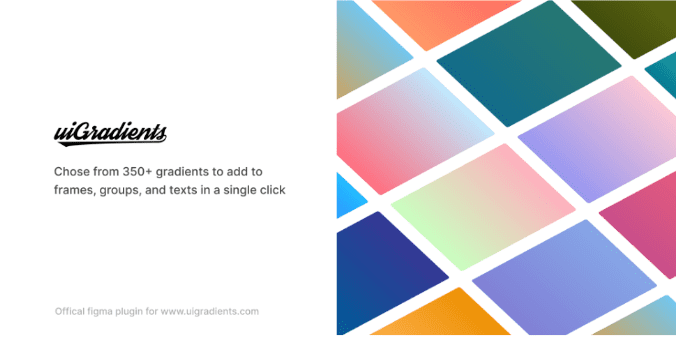 uiGradients
Chose from 350+ gradients to add to
frames, groups, and texts in a single click
Offical figma plugin for www.uigradients.com